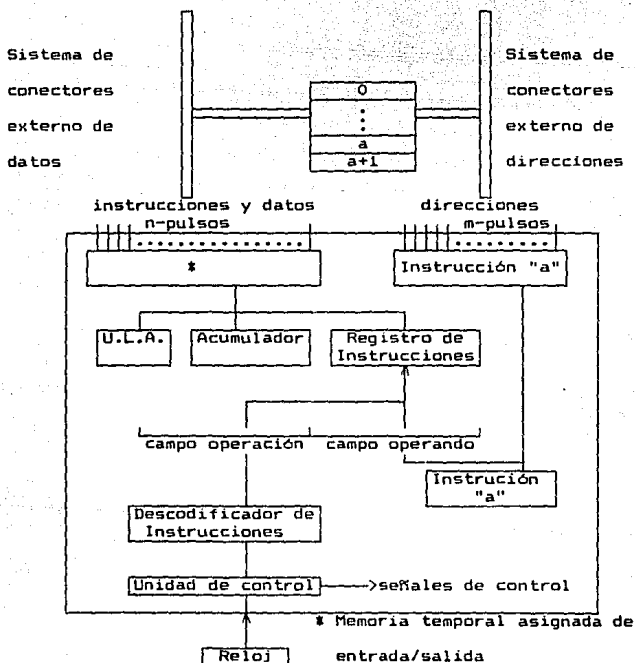 Sistema de
conectores
externo de
datos
Sistema de
conectores
externo de
direcciones
0
a
a+1
instrucciones y datos
n-pulsos
direcciones
m-pulsos
*
Instrucción "a"
U.L.A.
Acumulador
Registro de
Instrucciones
campo operación
campo operando
Instrución
"a"
Descodificador de
Instrucciones
Unidad de control
>señales de control
* Memoria temporal asignada de
entrada/salida
Reloj